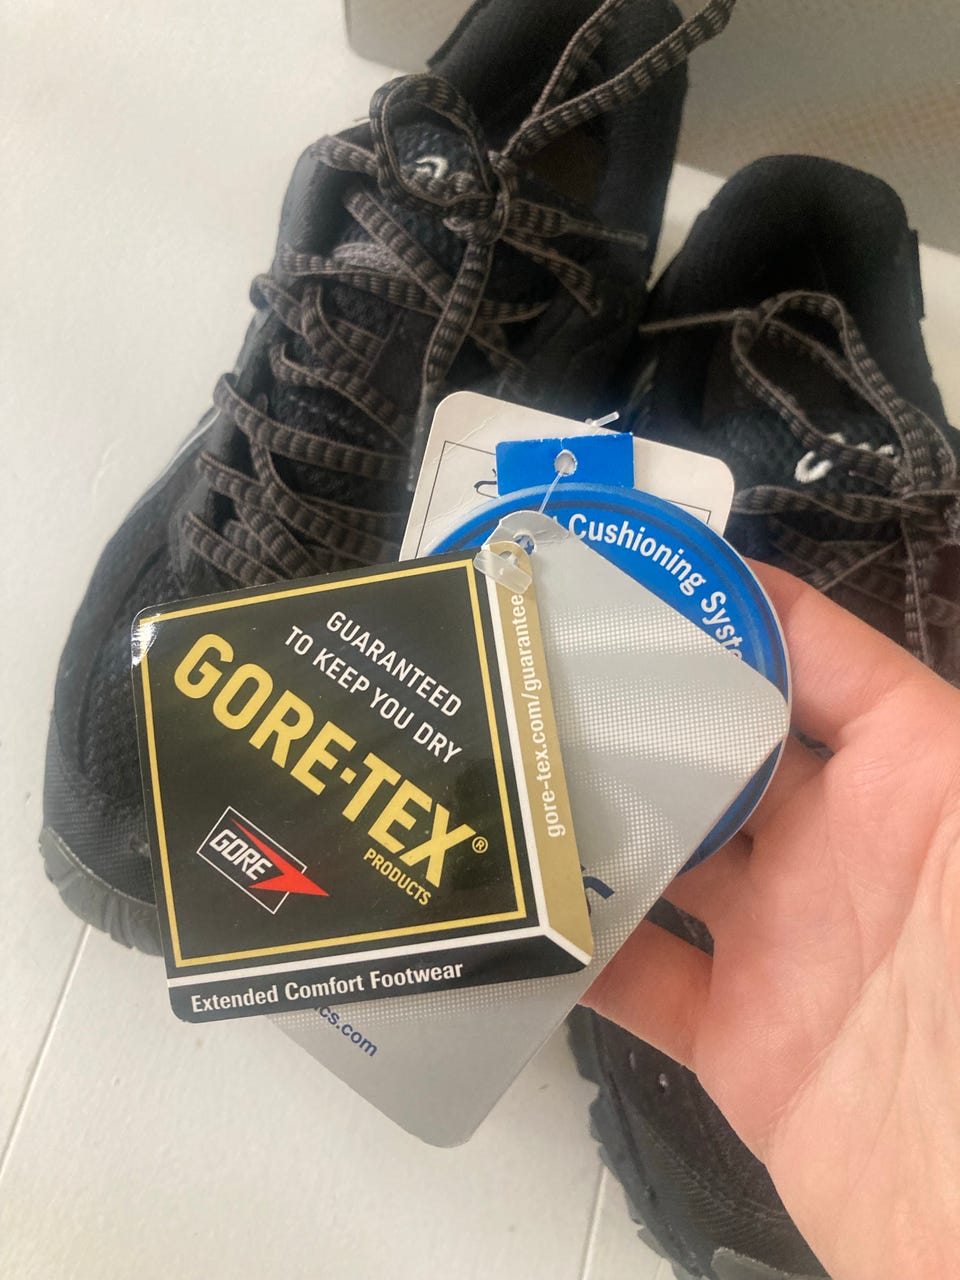 Cushioning Syste
GUARANTEED
TO KEEP YOU DRY
GORE-TEX®
PRODUCTS
GORE
Extended Comfort Footwear
gore-tex.com/guarantee
cs.com